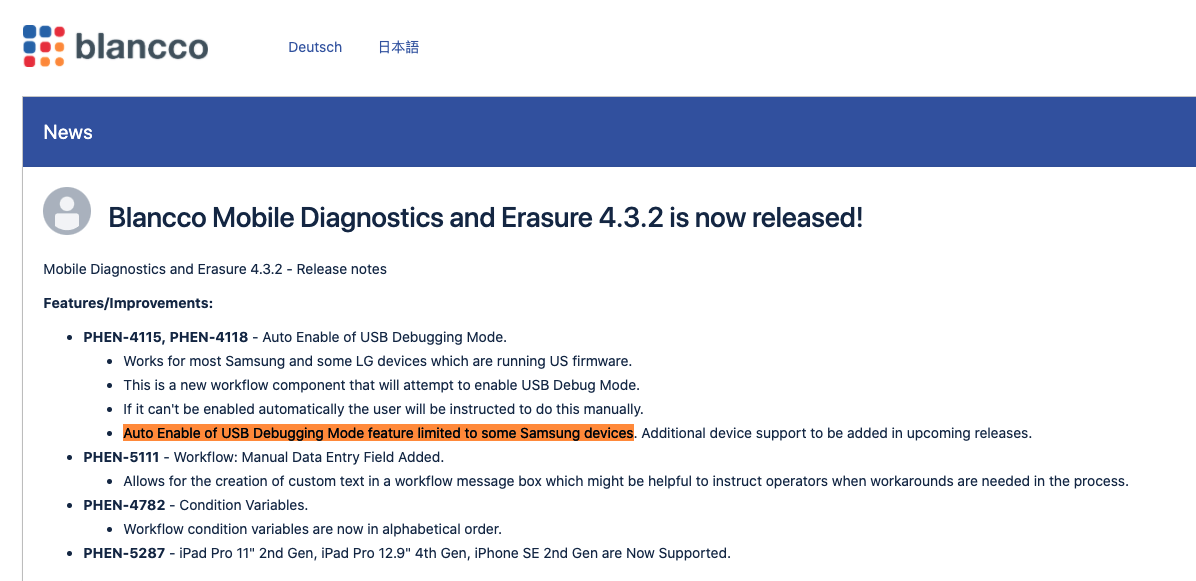 blancco
Deutsch 日本語
News
Blancco Mobile Diagnostics and Erasure 4.3.2 is now released!
Mobile Diagnostics and Erasure 4.3.2 - Release notes
Features/Improvements:
• PHEN-4115, PHEN-4118 - Auto Enable of USB Debugging Mode.
• Works for most Samsung and some LG devices which are running US firmware.
• This is a new workflow component that will attempt to enable USB Debug Mode.
• If it can't be enabled automatically the user will be instructed to do this manually.
• Auto Enable of USB Debugging Mode feature limited to some Samsung devices. Additional device support to be added in upcoming releases.
• PHEN-5111 - Workflow: Manual Data Entry Field Added.
• Allows for the creation of custom text in a workflow message box which might be helpful to instruct operators when workarounds are needed in the process.
• PHEN-4782 - Condition Variables.
• Workflow condition variables are now in alphabetical order.
• PHEN-5287 - iPad Pro 11" 2nd Gen, iPad Pro 12.9" 4th Gen, iPhone SE 2nd Gen are Now Supported.